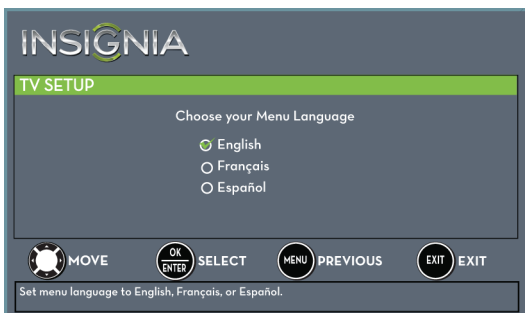 INSIGNIA
TV SETUP
Choose your Menu Language
English
Français
Español
MOVE OK ENTER SELECT MENU PREVIOUS EXIT EXIT
Set menu language to English, Français, or Español.